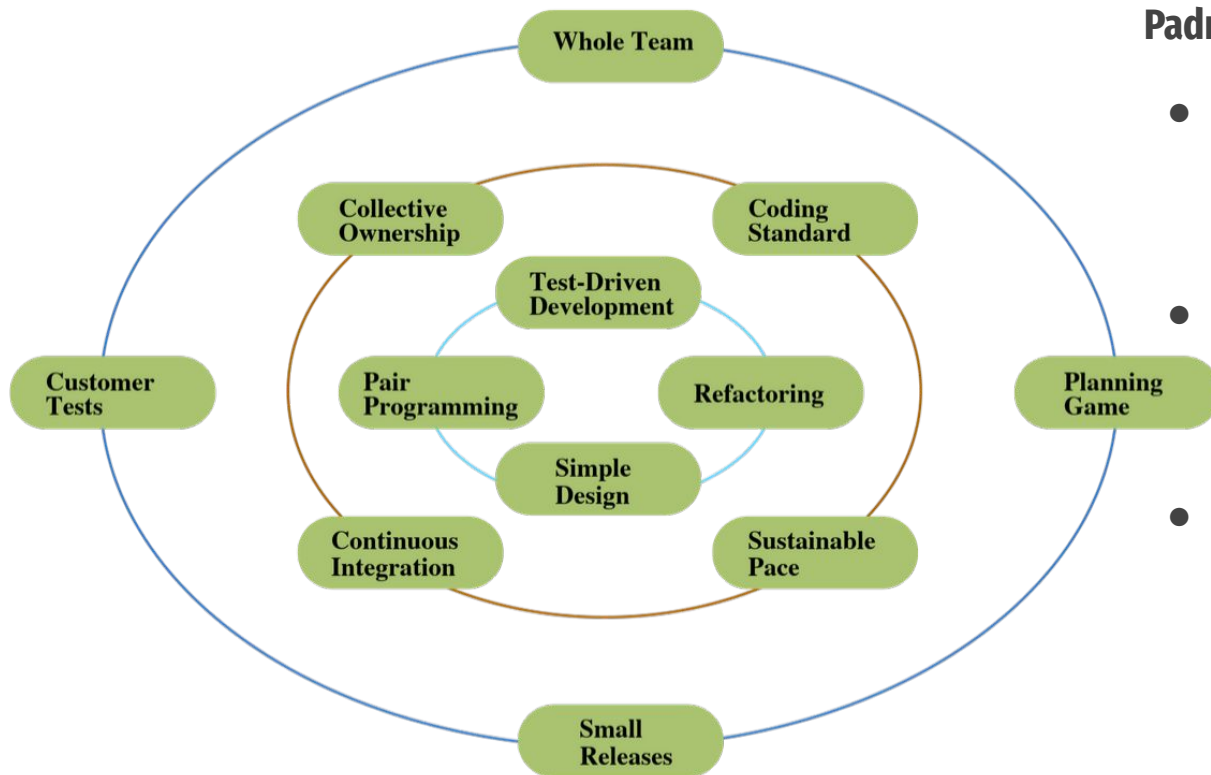 Whole Team
Padr
Collective
Ownership
Coding
Standard
Test-Driven
Development
Customer
Tests
Pair
Programming
Refactoring
Planning
Game
Simple
Design
Continuous
Integration
Sustainable
Pace
Small
Releases